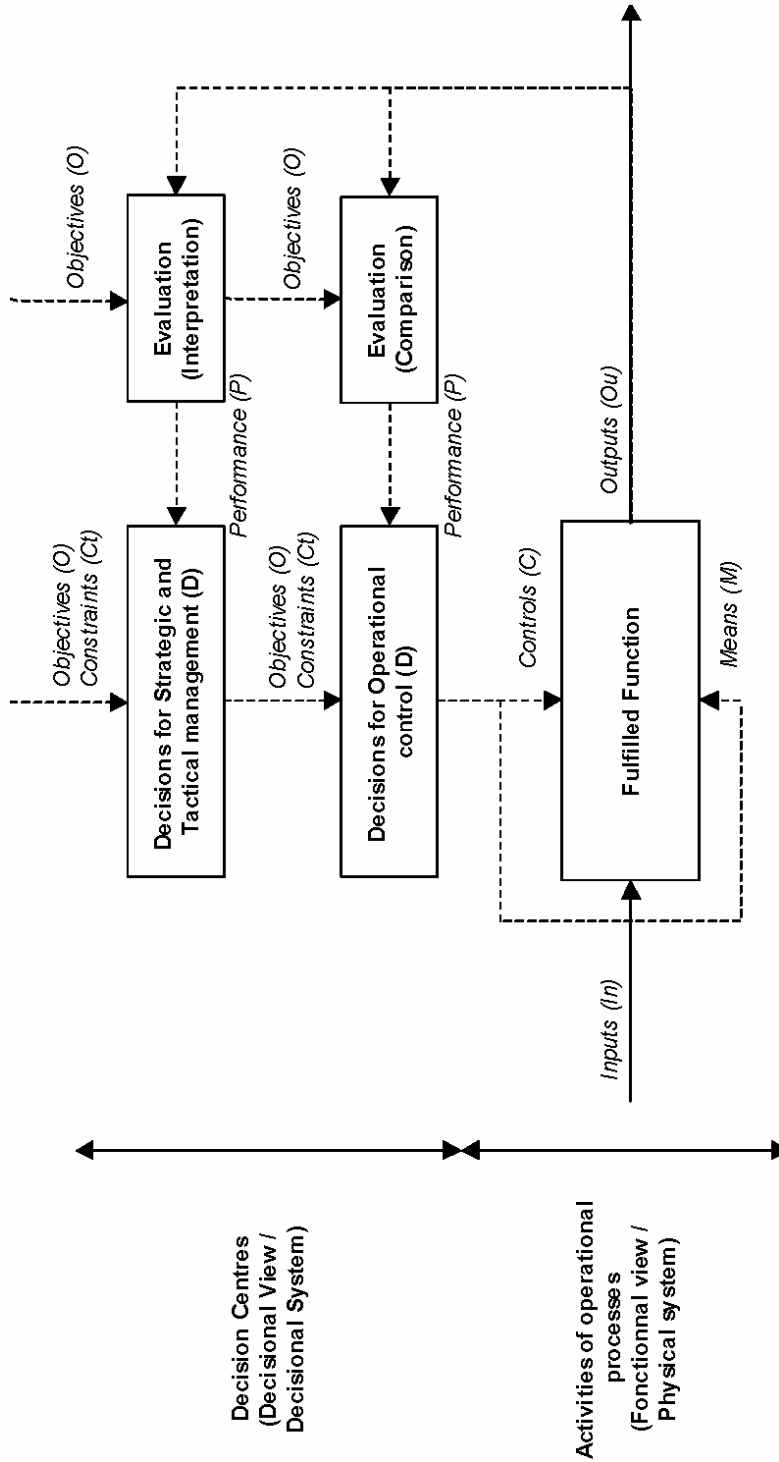 Objectives (O)
Constraints (Ct)
Objectives (O)
Decision Centres
(Decisional View /
Decisional System)
Decisions for Strategic and
Tactical management (D)
Performance (P)
Evaluation
(Interpretation)
Objectives (O)
Constraints (Ct)
Objectives (O)
Decisions for Operational
control (D)
Performance (P)
Evaluation
(Comparison)
Controls (C)
Activities of operational
processes
(Fonctionnal view /
Physical system)
Inputs (In)
Fulfilled Function
Outputs (Ou)
Means (M)